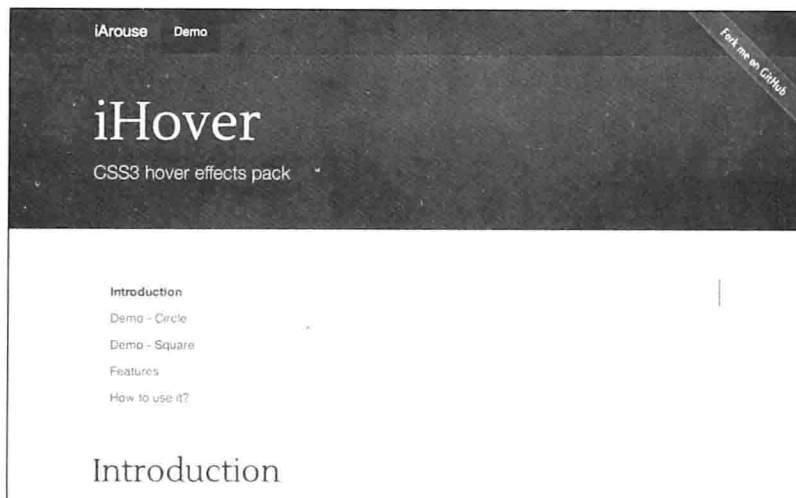 iArouse Demo
Fork me on GitHub
iHover
CSS3 hover effects pack
Introduction
Demo - Circle
Demo - Square
Features
How to use it?
Introduction